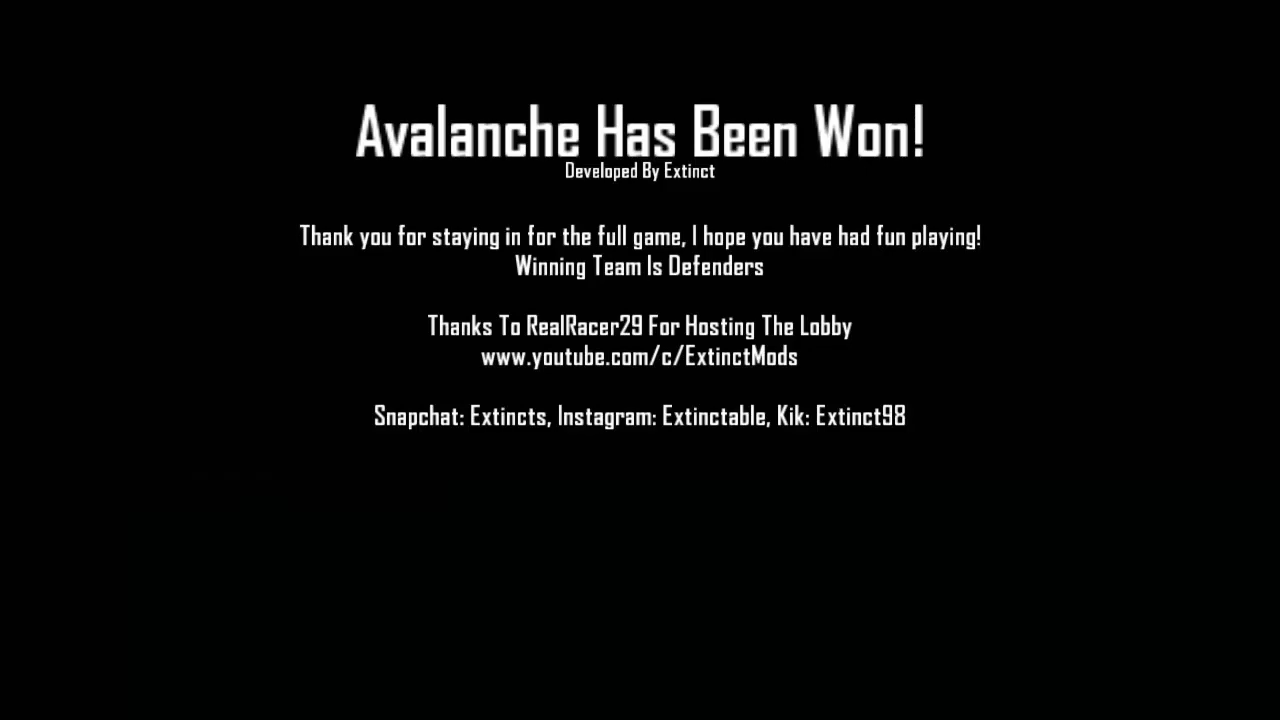 Avalanche Has Been Won!
Developed By Extinct
Thank you for staying in for the full game, I hope you have had fun playing!
Winning Team Is Defenders
Thanks To RealRacer29 For Hosting The Lobby
www.youtube.com/c/ExtinctMods
Snapchat: Extincts, Instagram: Extinctable, Kik: Extinct98